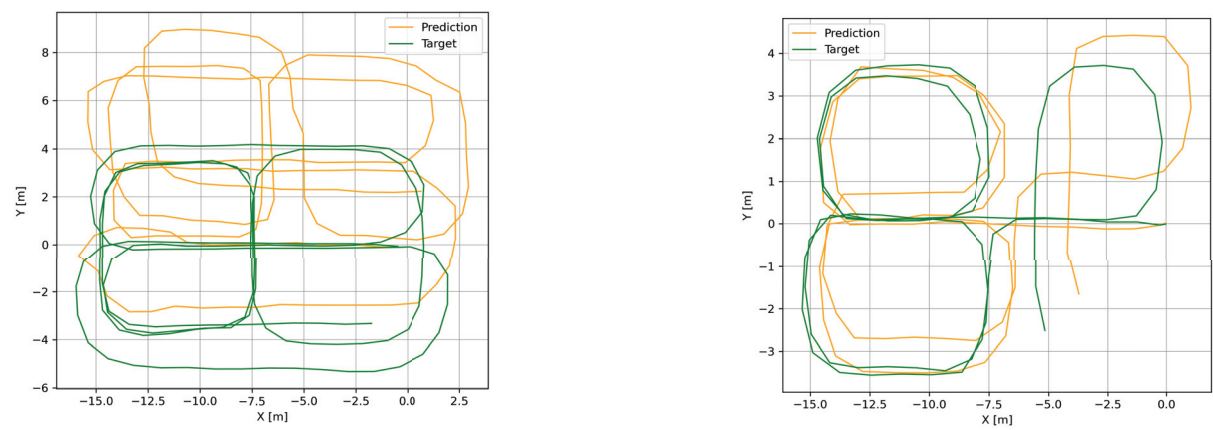 Prediction
Target
8
6
4
2
0
−2
−4
−6
Y [m]
−15.0 −12.5 −10.0 −7.5 −5.0 −2.5 0.0 2.5
X [m]
Prediction
Target
4
3
2
1
0
−1
−2
−3
Y [m]
−15.0 −12.5 −10.0 −7.5 −5.0 −2.5 0.0
X [m]